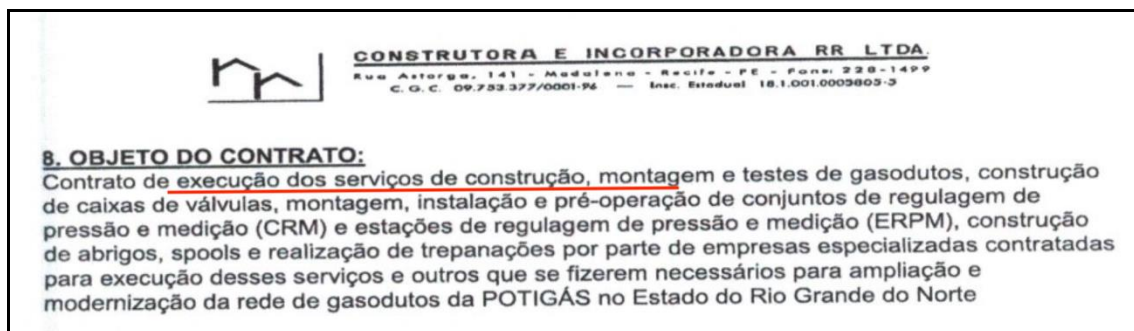 CONSTRUTORA E INCORPORADORA RR LTDA.
Rua Astorga, 141 - Madalena - Recife - PE - Fone: 228-1499
C. G. C. 09.753.377/0001-96 — Insc. Estadual 18.1.001.0005805-5
8. OBJETO DO CONTRATO:
Contrato de execução dos serviços de construção, montagem e testes de gasodutos, construção
de caixas de válvulas, montagem, instalação e pré-operação de conjuntos de regulagem de
pressão e medição (CRM) e estações de regulagem de pressão e medição (ERPM), construção
de abrigos, spools e realização de trepanações por parte de empresas especializadas contratadas
para execução desses serviços e outros que se fizerem necessários para ampliação e
modernização da rede de gasodutos da POTIGÁS no Estado do Rio Grande do Norte